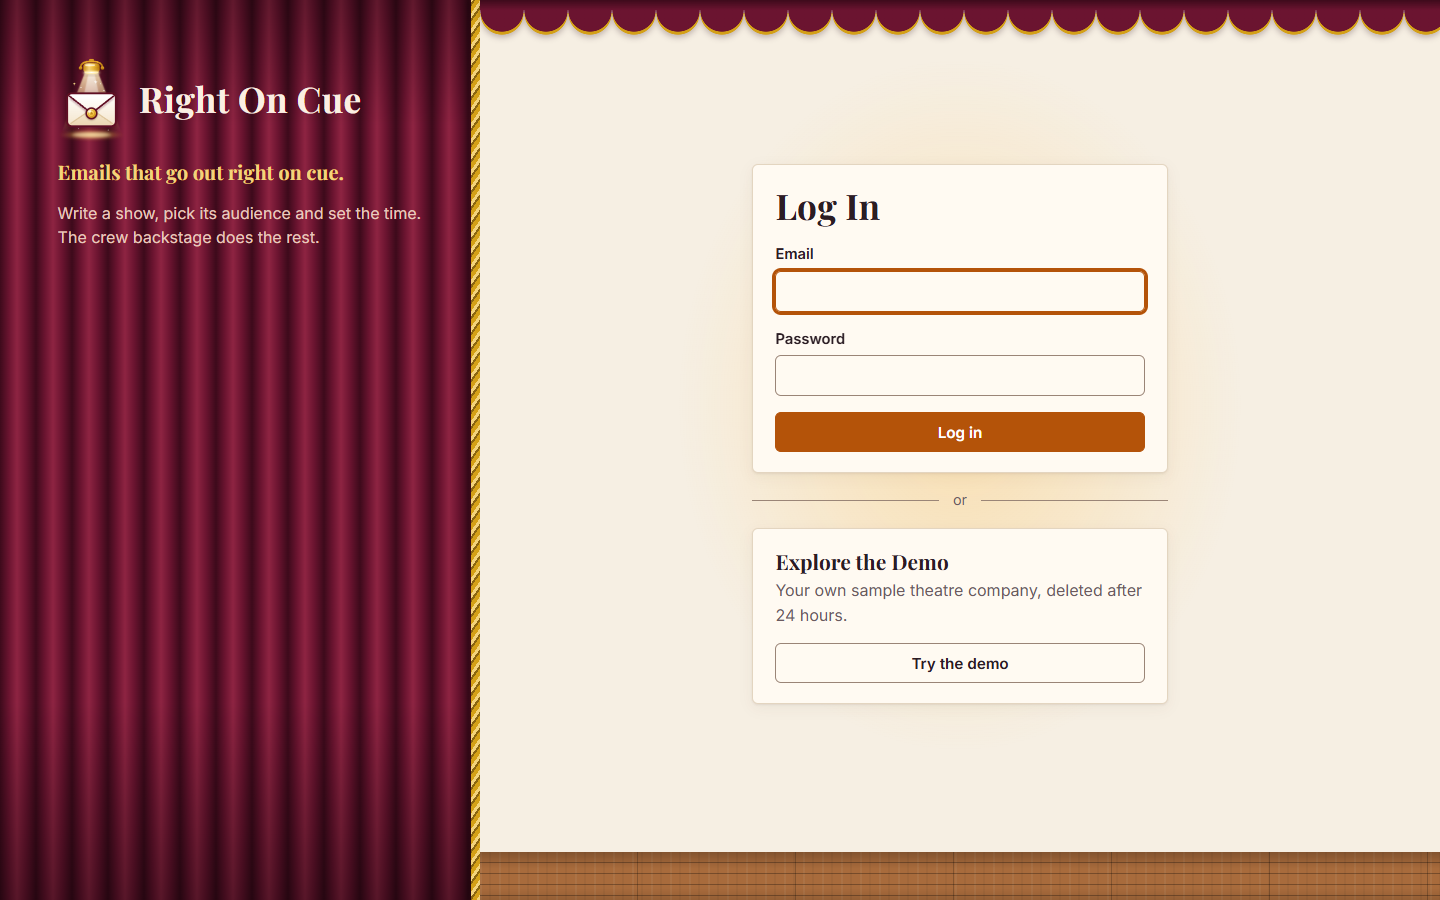 Right On Cue
Emails that go out right on cue.
Write a show, pick its audience and set the time.
The crew backstage does the rest.
Log In
Email
Password
Log in
or
Explore the Demo
Your own sample theatre company, deleted after
24 hours.
Try the demo